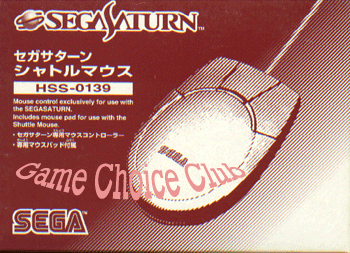 SEGASATURN™
セガサターン
シャトルマウス
HSS-0139
Mouse control exclusively for use with
the SEGASATURN.
Includes mouse pad for use with the
Shuttle Mouse.
・セガサターン専用マウスコントローラー
・専用マウスパッド付属
SEGA
Game Choice Club
SEGA